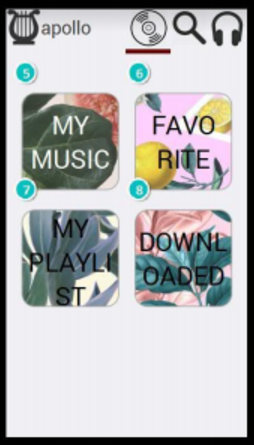 apollo
5
6
MY
MUSIC
FAVO
RITE
7
8
MY
PLAYLI
ST
DOWNL
OADED